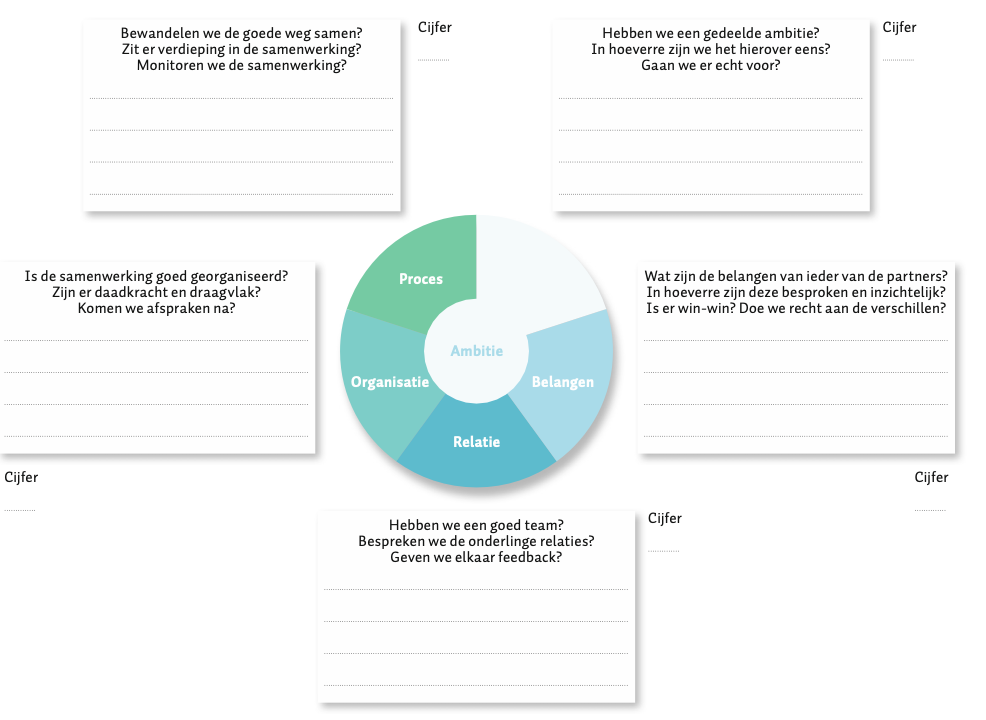 Bewandelen we de goede weg samen?
Zit er verdieping in de samenwerking?
Monitoren we de samenwerking?
Cijfer
Hebben we een gedeelde ambitie?
In hoeverre zijn we het hierover eens?
Gaan we er echt voor?
Cijfer
Is de samenwerking goed georganiseerd?
Zijn er daadkracht en draagvlak?
Komen we afspraken na?
Cijfer
Proces
Ambitie
Organisatie
Belangen
Relatie
Wat zijn de belangen van ieder van de partners?
In hoeverre zijn deze besproken en inzichtelijk?
Is er win-win? Doe we recht aan de verschillen?
Cijfer
Hebben we een goed team?
Bespreken we de onderlinge relaties?
Geven we elkaar feedback?
Cijfer